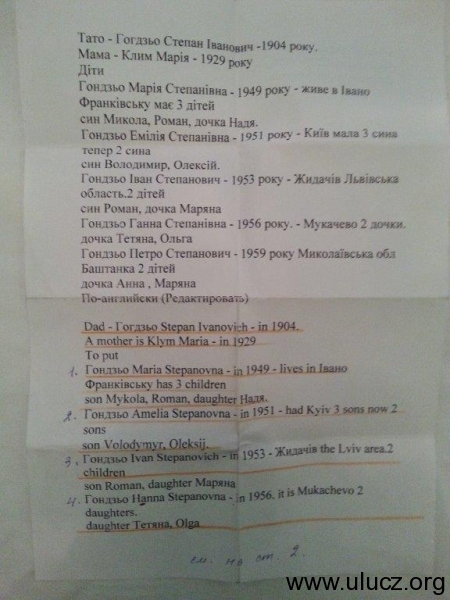 Тато - Гогдзьо Степан Іванович -1904 року.
Мама - Клим Марія - 1929 року
Діти
Гондзьо Марія Степанівна - 1949 року - живе в Івано
Франківську має 3 дітей
син Микола, Роман, дочка Надя.
Гондзьо Емілія Степанівна - 1951 року - Київ мала 3 сина
тепер 2 сина
син Володимир, Олексій.
Гондзьо Іван Степанович - 1953 року - Жидачів Львівська
область.2 дітей
син Роман, дочка Маряна
Гондзьо Ганна Степанівна - 1956 року. - Мукачево 2 дочки.
дочка Тетяна, Ольга
Гондзьо Петро Степанович - 1959 року Миколаївська обл
Баштанка 2 дітей
дочка Анна , Маряна
По-английски (Редактировать)
Dad - Гогдзьо Stepan Ivanovich - in 1904.
A mother is Klym Maria - in 1929
To put
1. Гондзьо Maria Stepanovna - in 1949 - lives in Івано
Франківську has 3 children
son Mykola, Roman, daughter Надя.
2. Гондзьо Amelia Stepanovna - in 1951 - had Kyiv 3 sons now 2
sons
son Volodymyr, Oleksij.
3. Гондзьо Ivan Stepanovich - in 1953 - Жидачів the Lviv area.2
children
son Roman, daughter Маряна
4. Гондзьо Hanna Stepanovna - in 1956. it is Mukachevo 2
daughters.
daughter Тетяна, Olga
см. на ст. 2.
www.ulucz.org